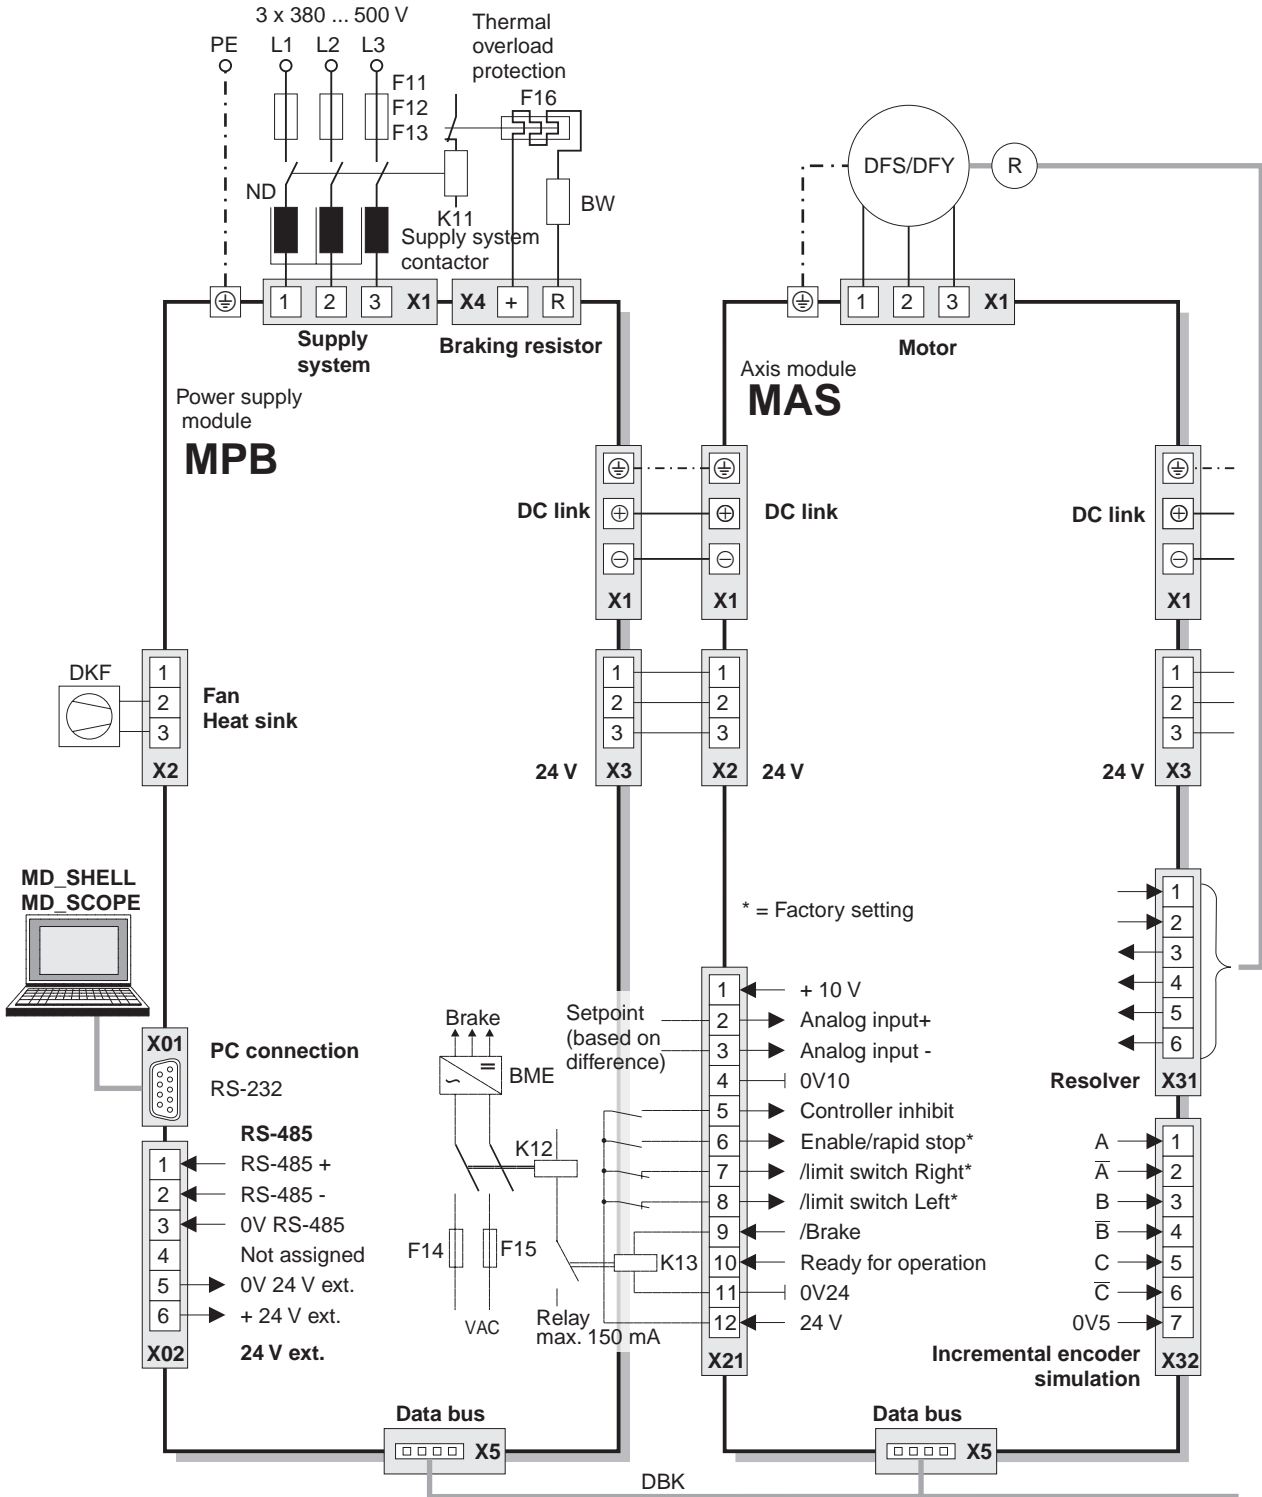 3 x 380 ... 500 V
PE L1 L2 L3
F11
F12
F13
Thermal
overload
protection
F16
ND
K11
Supply system
contactor
BW
DFS/DFY
R
1 2 3 X1
X4 + R
1 2 3 X1
Supply
system
Braking resistor
Motor
Power supply
module
MPB
Axis module
MAS
DC link
X1
X1
DC link
DC link
X1
DKF
1
2
3
X2
Fan
Heat sink
24 V
1
2
3
X3
1
2
3
X2
24 V
24 V
1
2
3
X3
MD_SHELL
MD_SCOPE
X01
PC connection
RS-232
RS-485
1 RS-485 +
2 RS-485 -
3 0V RS-485
4 Not assigned
5 0V 24 V ext.
6 + 24 V ext.
X02 24 V ext.
Brake
BME
K12
F14
F15
VAC
K13
Relay
max. 150 mA
Setpoint
(based on
difference)
* = Factory setting
1 + 10 V
2 Analog input+
3 Analog input -
4 0V10
5 Controller inhibit
6 Enable/rapid stop*
7 /limit switch Right*
8 /limit switch Left*
9 /Brake
10 Ready for operation
11 0V24
12 24 V
X21
1
2
3
4
5
6
Resolver X31
A 1
A̅ 2
B 3
B̅ 4
C 5
C̅ 6
0V5 7
Incremental encoder
simulation
X32
Data bus
X5
Data bus
X5
DBK